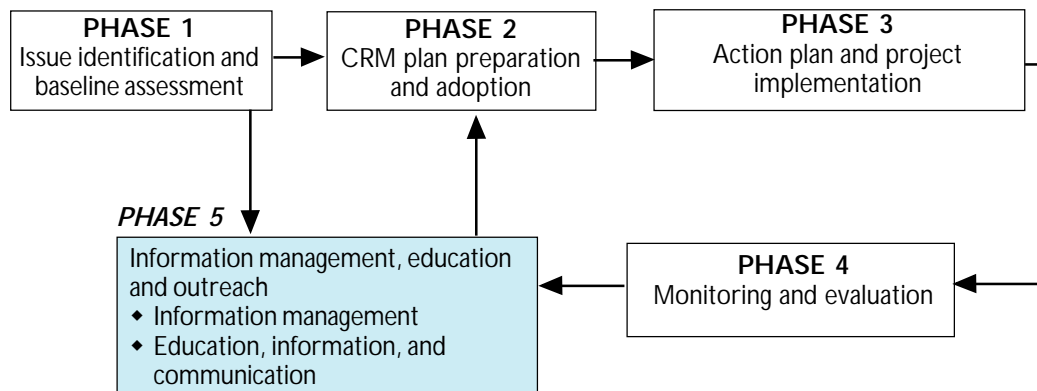 PHASE 1
Issue identification and
baseline assessment
PHASE 2
CRM plan preparation
and adoption
PHASE 3
Action plan and project
implementation
PHASE 4
Monitoring and evaluation
PHASE 5
Information management, education
and outreach
◆ Information management
◆ Education, information, and
communication